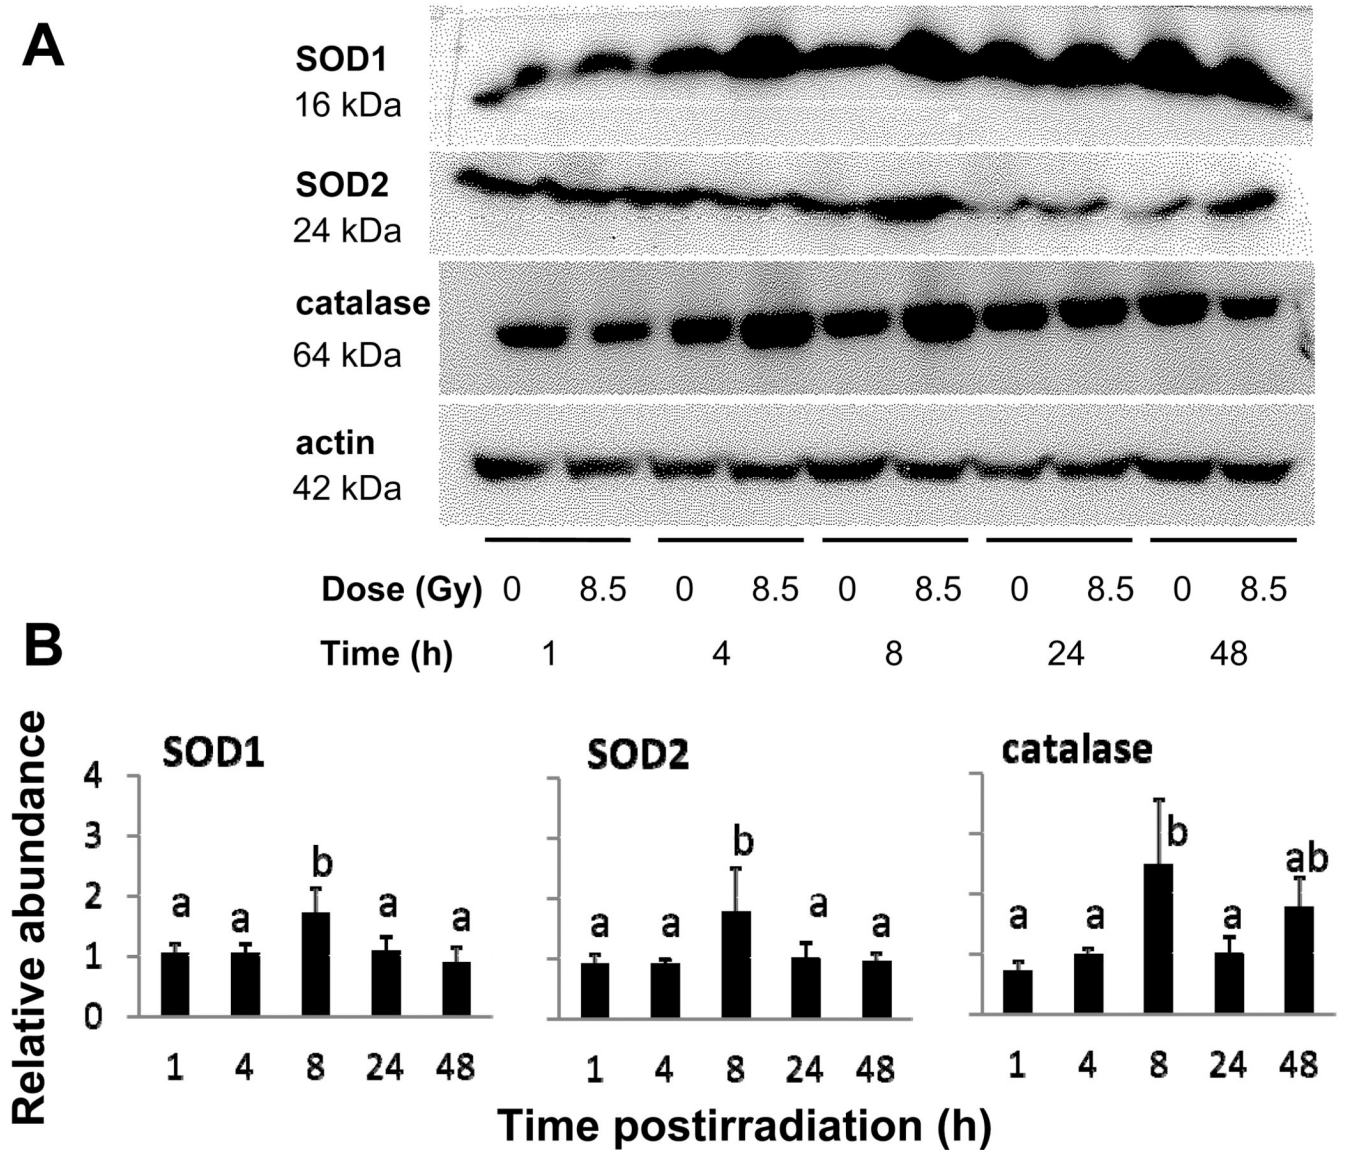 A
SOD1
16 kDa
SOD2
24 kDa
catalase
64 kDa
actin
42 kDa
Dose (Gy) 0 8.5 0 8.5 0 8.5 0 8.5 0 8.5
Time (h) 1 4 8 24 48
B
Relative abundance
SOD1
4
3
2
1
0
a a b a a
1 4 8 24 48
SOD2
a a b a a
1 4 8 24 48
catalase
a a b a ab
1 4 8 24 48
Time postirradiation (h)